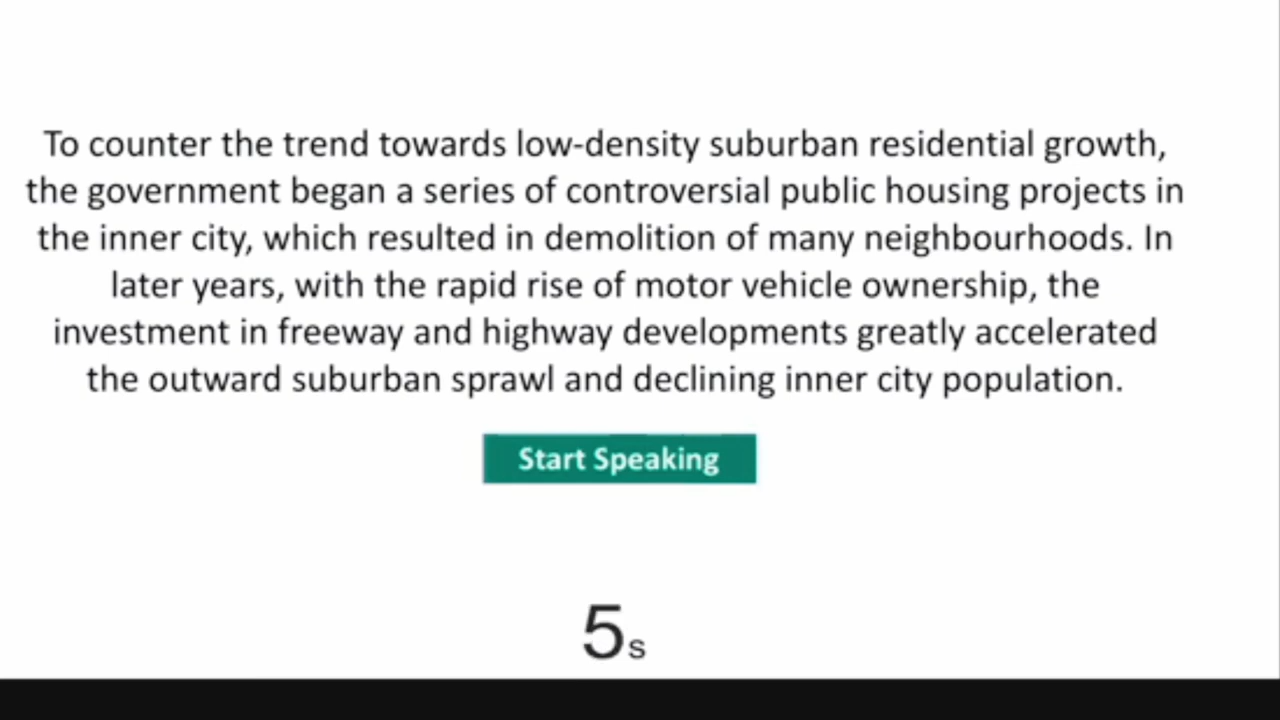 To counter the trend towards low-density suburban residential growth,
the government began a series of controversial public housing projects in
the inner city, which resulted in demolition of many neighbourhoods. In
later years, with the rapid rise of motor vehicle ownership, the
investment in freeway and highway developments greatly accelerated
the outward suburban sprawl and declining inner city population.
Start Speaking
5s